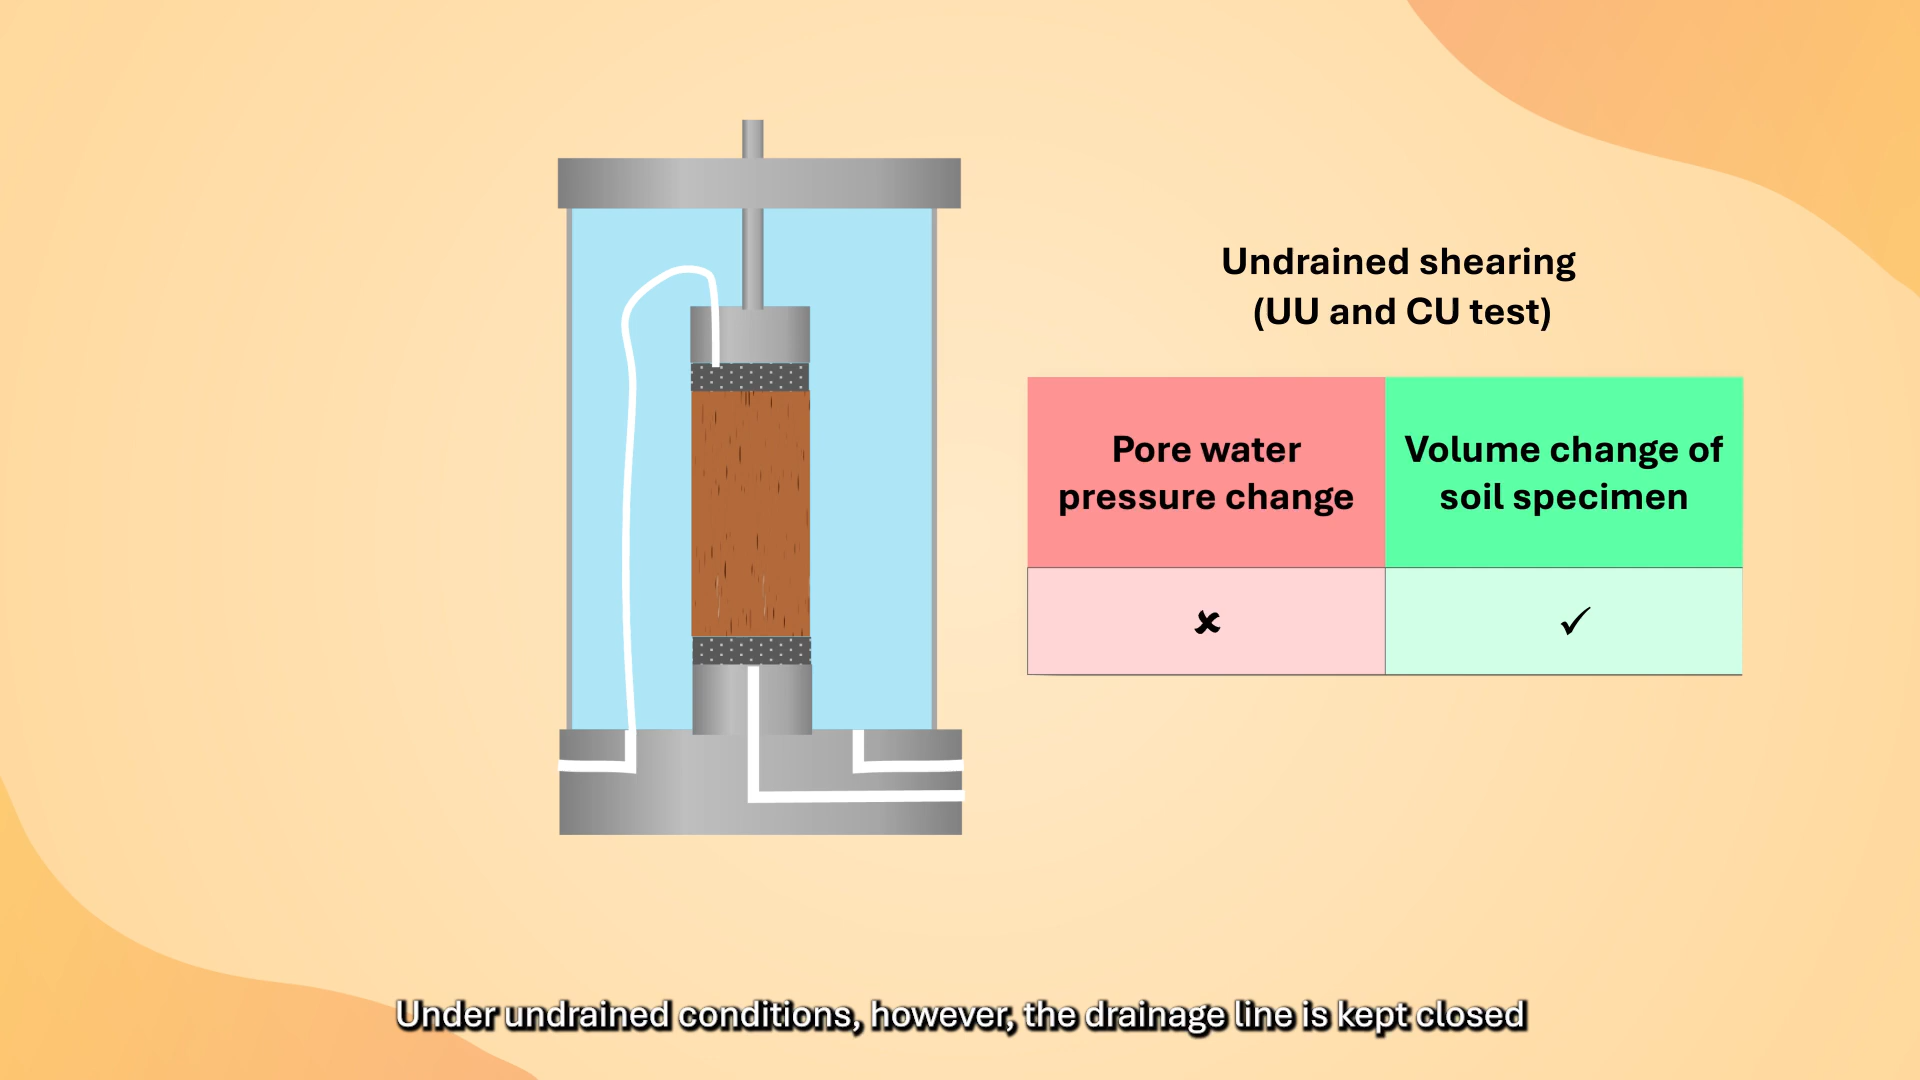 Undrained shearing
(UU and CU test)
Pore water
pressure change
Volume change of
soil specimen
✘
✓
Under undrained conditions, however, the drainage line is kept closed